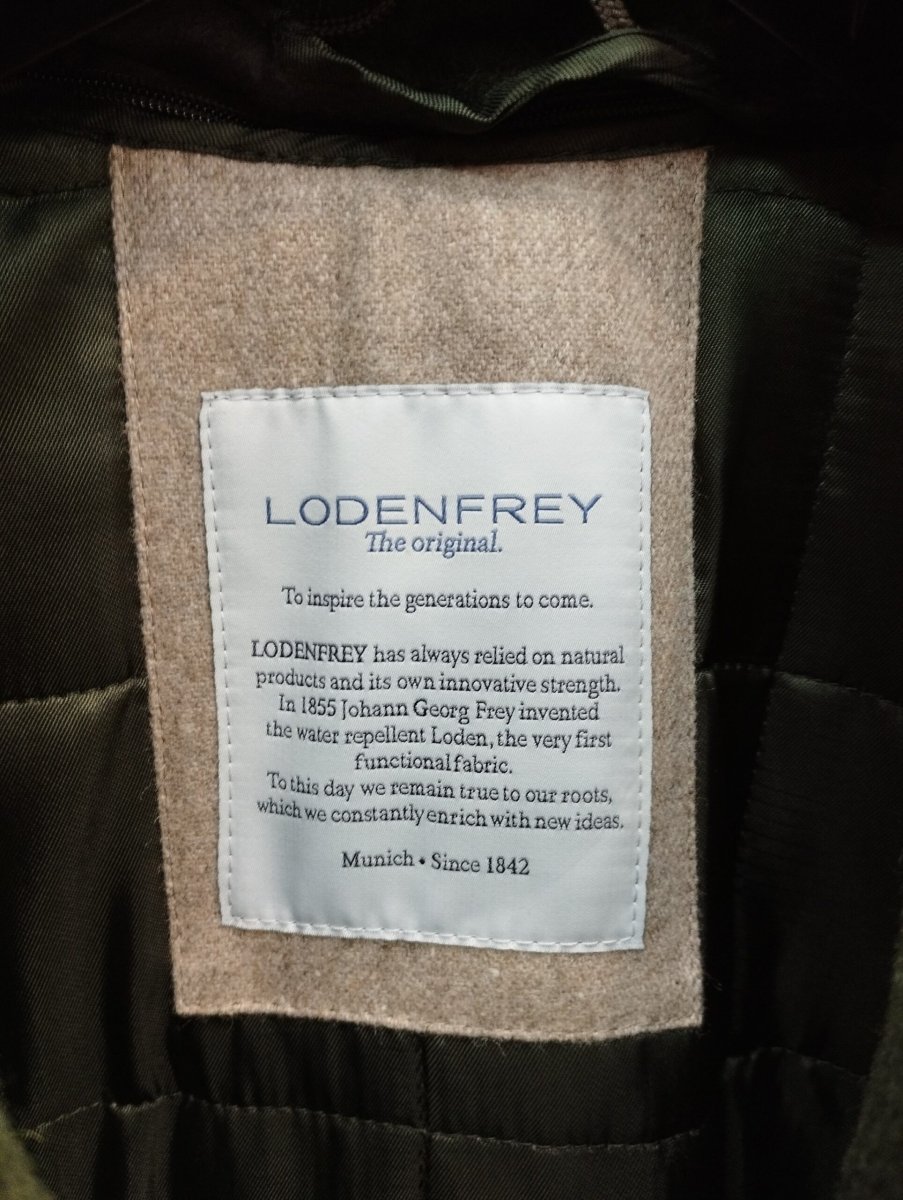 LODENFREY
The original.
To inspire the generations to come.
LODENFREY has always relied on natural
products and its own innovative strength.
In 1855 Johann Georg Frey invented
the water repellent Loden, the very first
functional fabric.
To this day we remain true to our roots,
which we constantly enrich with new ideas.
Munich • Since 1842